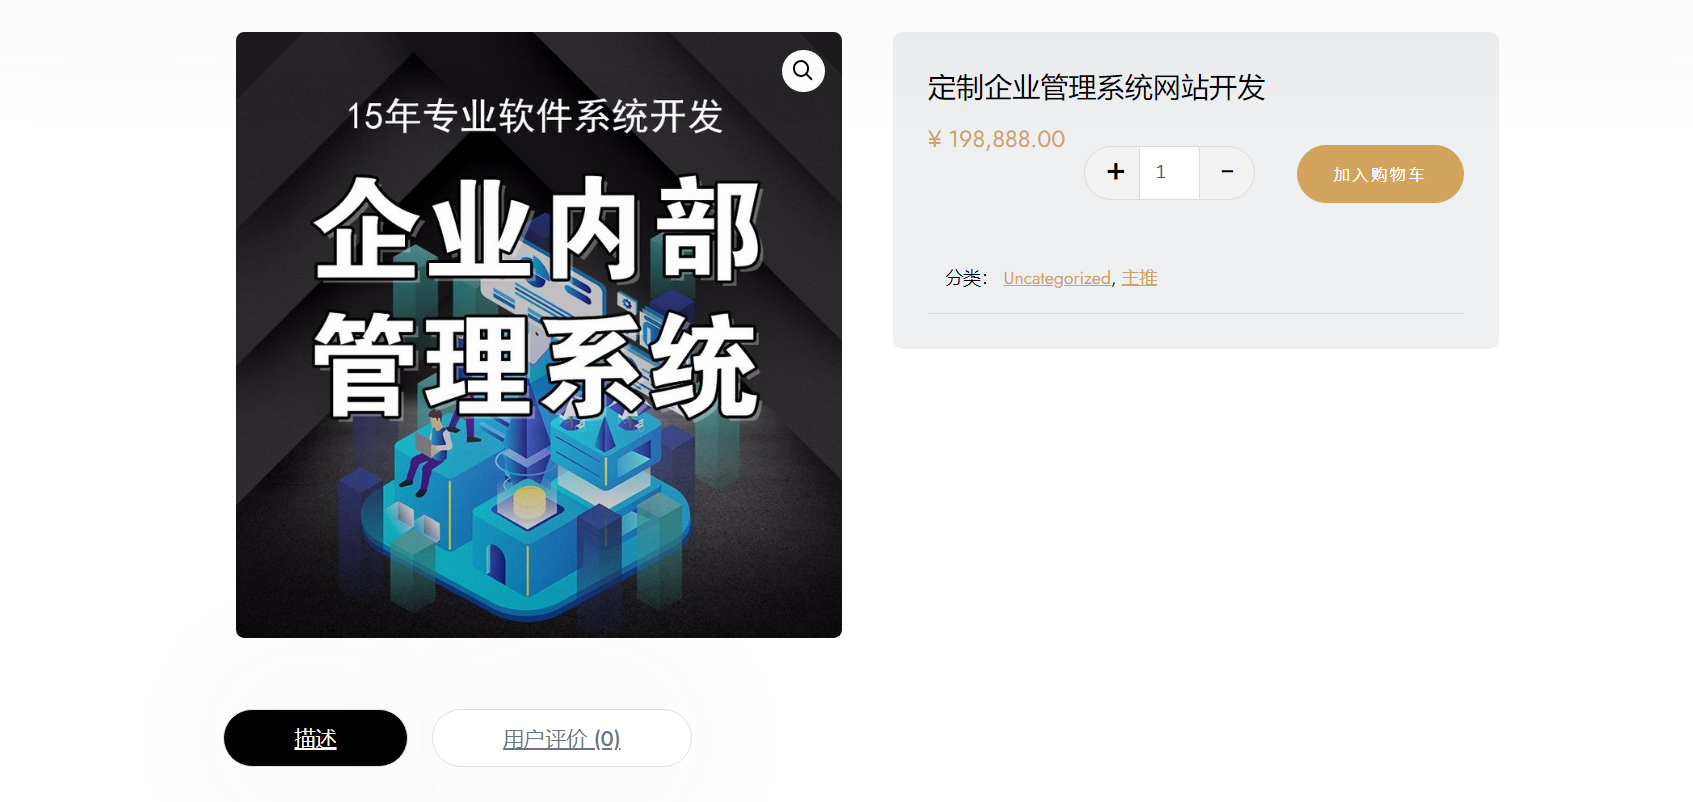 15年专业软件系统开发
企业内部
管理系统
定制企业管理系统网站开发
¥ 198,888.00
+ 1 -
加入购物车
分类： Uncategorized, 主推
描述
用户评价 (0)